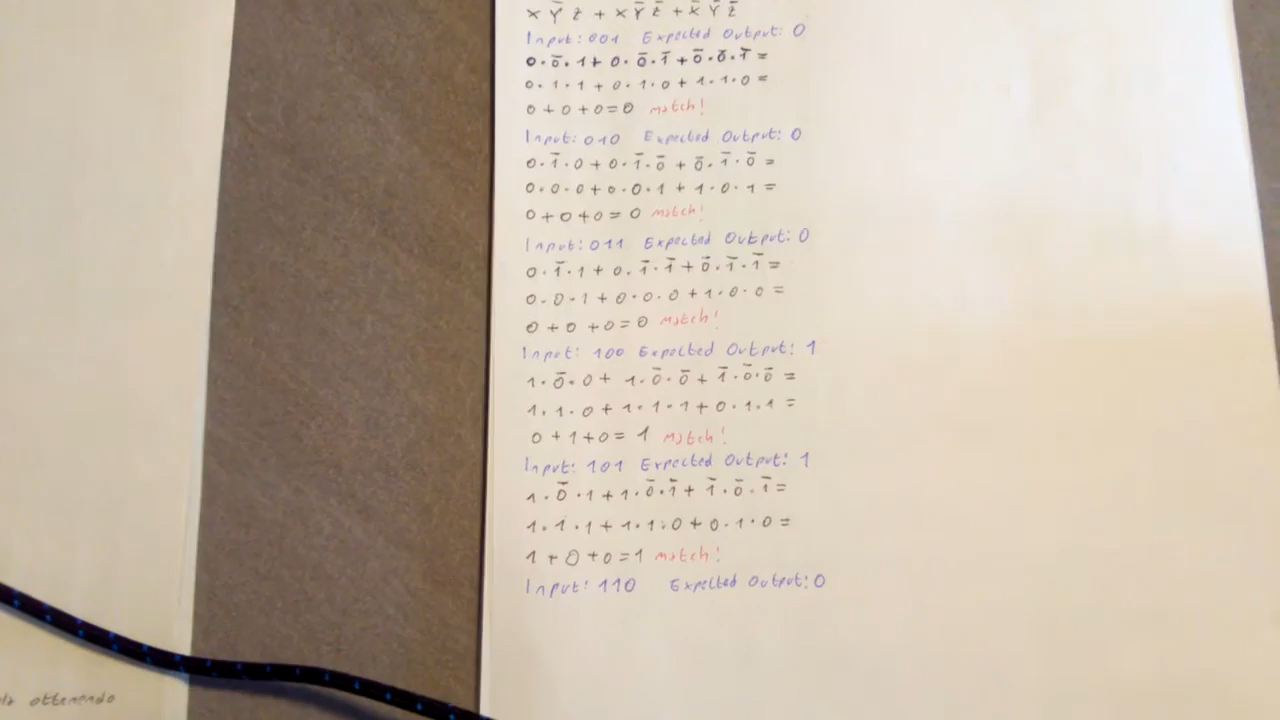 X Y̅ Z + X Y̅ Z̅ + X̅ Y̅ Z̅
Input: 001 Expected Output: 0
0·0̅·1+0·0̅·1̅+0̅·0̅·1̅=
0·1·1+0·1·0+1·1·0=
0+0+0=0 match!
Input: 010 Expected Output: 0
0·1̅·0+0·1̅·0̅+0̅·1̅·0̅=
0·0·0+0·0·1+1·0·1=
0+0+0=0 match!
Input: 011 Expected Output: 0
0·1̅·1+0·1̅·1̅+0̅·1̅·1̅=
0·0·1+0·0·0+1·0·0=
0+0+0=0 match!
Input: 100 Expected Output: 1
1·0̅·0+1·0̅·0̅+1̅·0̅·0̅=
1·1·0+1·1·1+0·1·1=
0+1+0=1 match!
Input: 101 Expected Output: 1
1·0̅·1+1·0̅·1̅+1̅·0̅·1̅=
1·1·1+1·1·0+0·1·0=
1+0+0=1 match!
Input: 110 Expected Output: 0
ottenendo